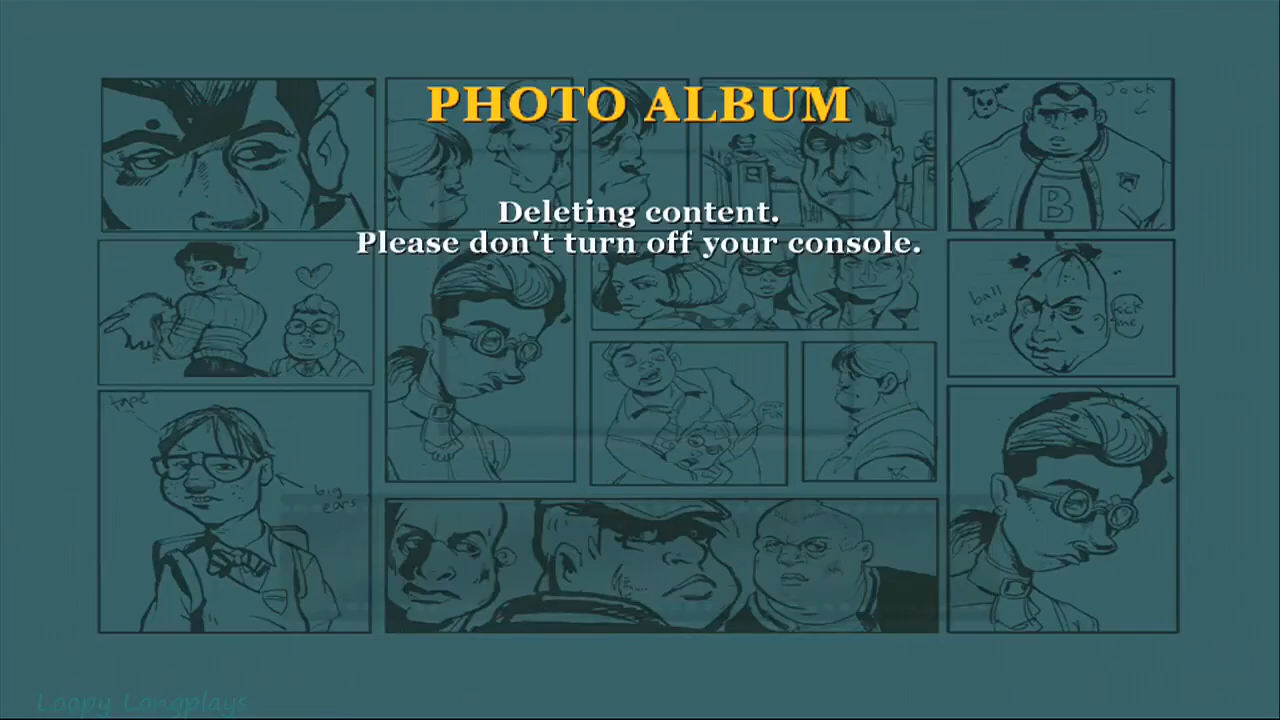 PHOTO ALBUM
Jock
B
Deleting content.
Please don't turn off your console.
ball
head
kick
me
tape
big
ears
Loopy Longplays